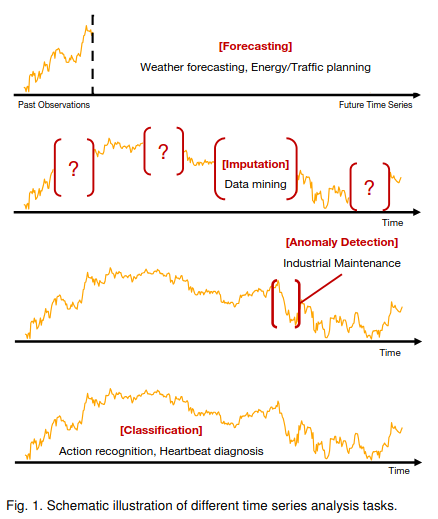 [Forecasting]
Weather forecasting, Energy/Traffic planning
Past Observations
Future Time Series
?
?
[Imputation]
Data mining
?
Time
[Anomaly Detection]
Industrial Maintenance
Time
[Classification]
Action recognition, Heartbeat diagnosis
Time
Fig. 1. Schematic illustration of different time series analysis tasks.